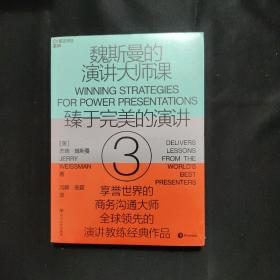 魏斯曼的
演讲大师课
WINNING STRATEGIES
FOR POWER PRESENTATIONS
臻于完美的演讲
3
[美]
杰瑞·魏斯曼
JERRY
WEISSMAN
著
译
DELIVERS
LESSONS
FROM THE
WORLD'S
BEST
PRESENTERS
享誉世界的
商务沟通大师
全球领先的
演讲教练经典作品